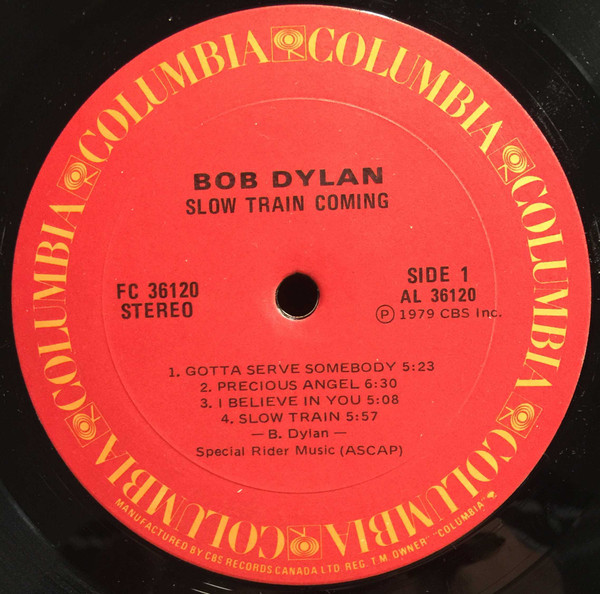 COLUMBIA COLUMBIA COLUMBIA COLUMBIA COLUMBIA COLUMBIA
BOB DYLAN
SLOW TRAIN COMING
FC 36120
STEREO
SIDE 1
AL 36120
Ⓟ 1979 CBS Inc.
1. GOTTA SERVE SOMEBODY 5:23
2. PRECIOUS ANGEL 6:30
3. I BELIEVE IN YOU 5:08
4. SLOW TRAIN 5:57
— B. Dylan —
Special Rider Music (ASCAP)
MANUFACTURED BY CBS RECORDS CANADA LTD. REG. T.M. OWNER "COLUMBIA"